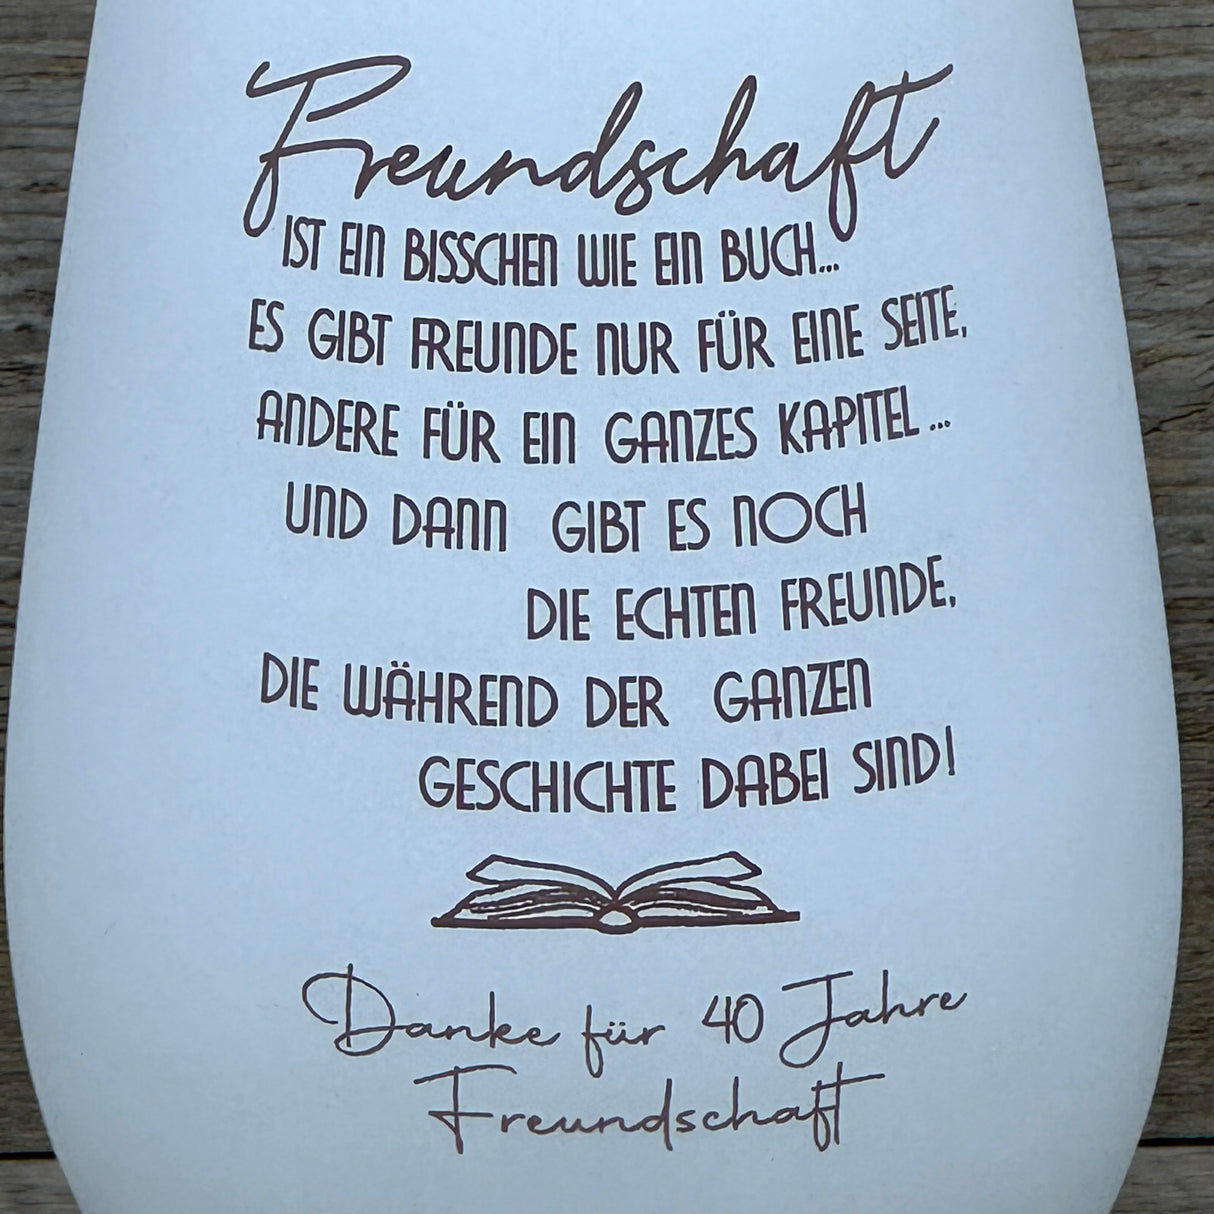 Freundschaft
IST EIN BISSCHEN WIE EIN BUCH...
ES GIBT FREUNDE NUR FÜR EINE SEITE,
ANDERE FÜR EIN GANZES KAPITEL...
UND DANN GIBT ES NOCH
DIE ECHTEN FREUNDE,
DIE WÄHREND DER GANZEN
GESCHICHTE DABEI SIND!
Danke für 40 Jahre
Freundschaft